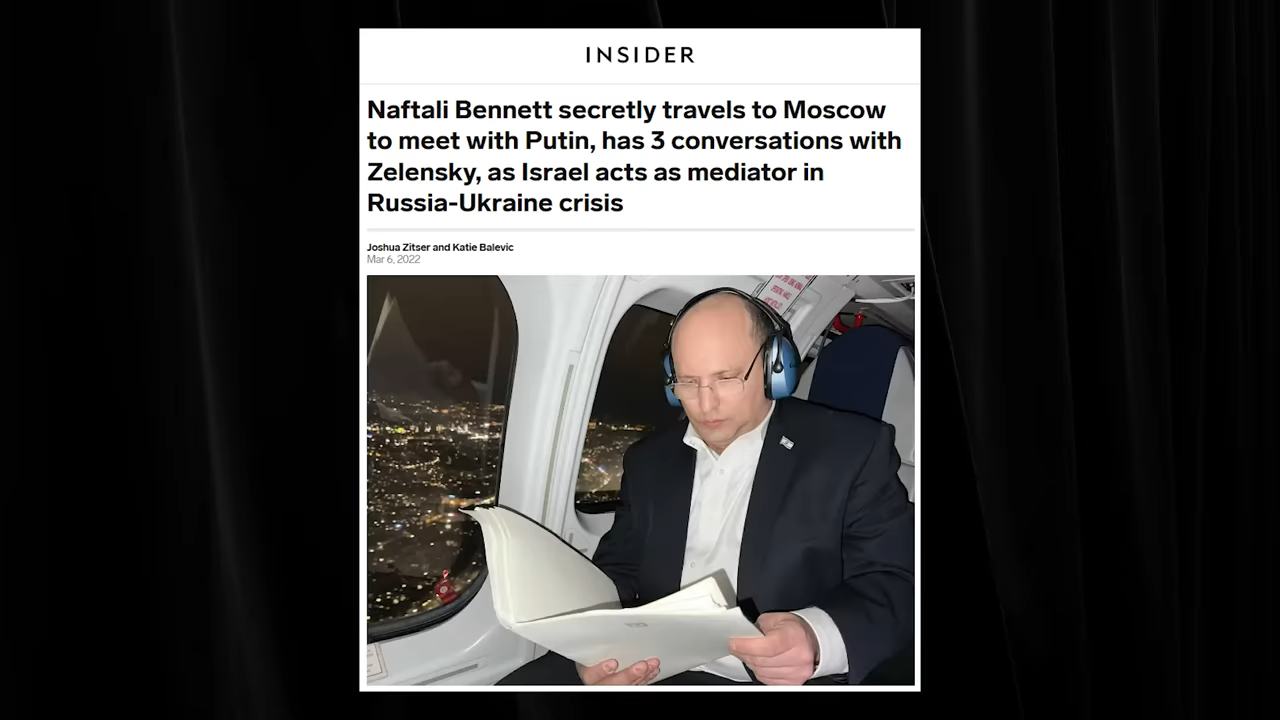 INSIDER
Naftali Bennett secretly travels to Moscow
to meet with Putin, has 3 conversations with
Zelensky, as Israel acts as mediator in
Russia-Ukraine crisis
Joshua Zitser and Katie Balevic
Mar 6, 2022